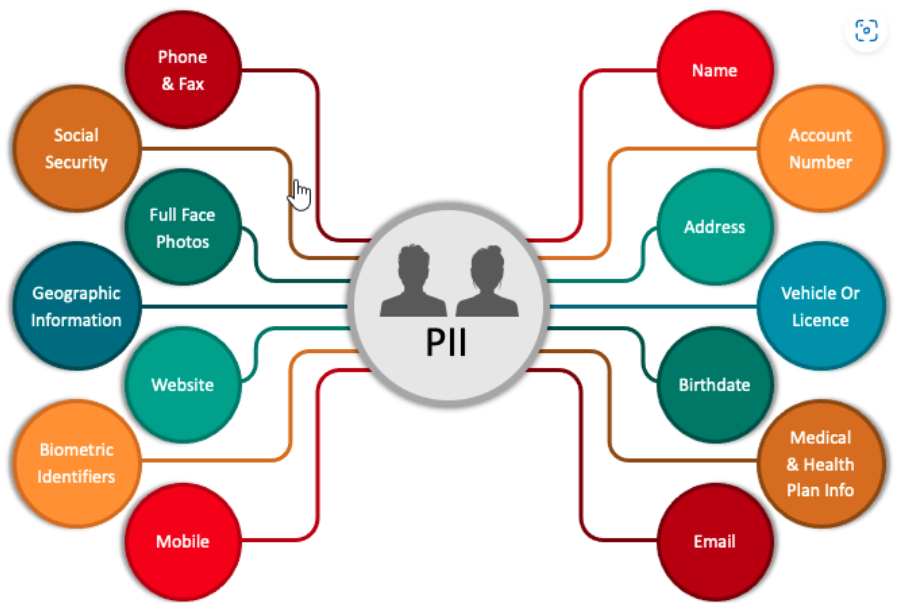 Phone
& Fax
Social
Security
Full Face
Photos
Geographic
Information
Website
Biometric
Identifiers
Mobile
PII
Name
Account
Number
Address
Vehicle Or
Licence
Birthdate
Medical
& Health
Plan Info
Email